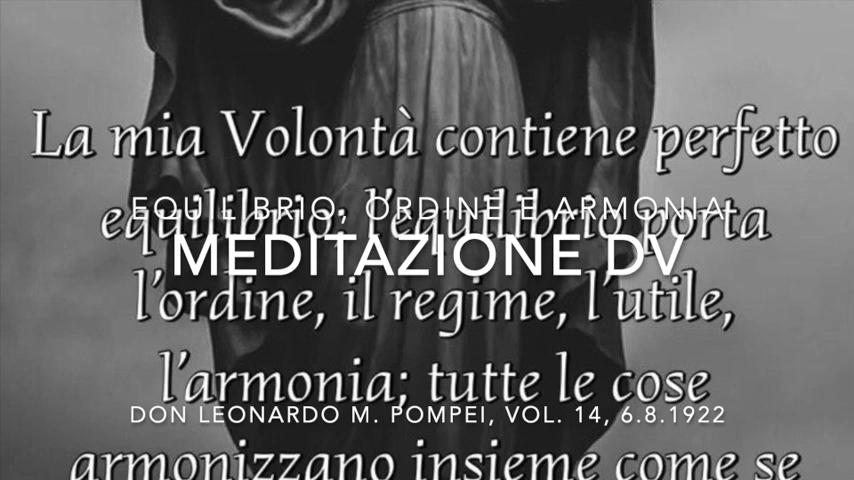 La mia Volontà contiene perfetto
equilibrio; l'equilibrio porta
EQUILIBRIO, ORDINE E ARMONIA
MEDITAZIONE DV
l'ordine, il regime, l'utile,
l'armonia; tutte le cose
DON LEONARDO M. POMPEI, VOL. 14, 6.8.1922
armonizzano insieme come se